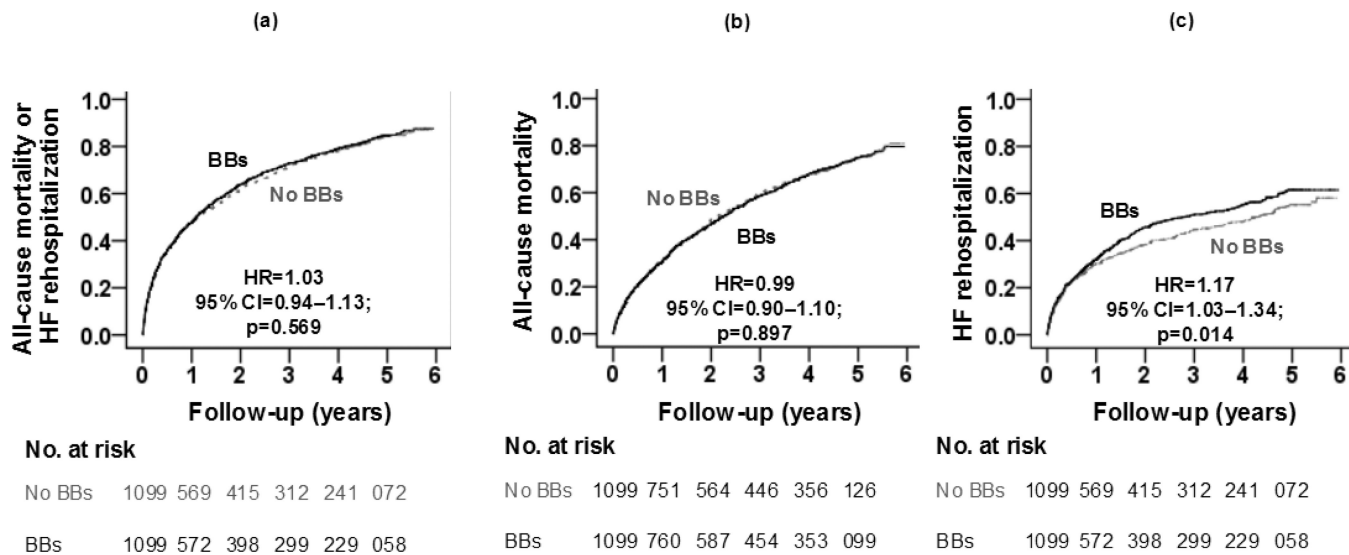 (a)
All-cause mortality or
HF rehospitalization
1.0
0.8
0.6
0.4
0.2
0.0
BBs
No BBs
HR=1.03
95% CI=0.94–1.13;
p=0.569
0 1 2 3 4 5 6
Follow-up (years)
No. at risk
No BBs 1099 569 415 312 241 072
BBs 1099 572 398 299 229 058
(b)
All-cause mortality
1.0
0.8
0.6
0.4
0.2
0.0
No BBs
BBs
HR=0.99
95% CI=0.90–1.10;
p=0.897
0 1 2 3 4 5 6
Follow-up (years)
No. at risk
No BBs 1099 751 564 446 356 126
BBs 1099 760 587 454 353 099
(c)
HF rehospitalization
1.0
0.8
0.6
0.4
0.2
0.0
BBs
No BBs
HR=1.17
95% CI=1.03–1.34;
p=0.014
0 1 2 3 4 5 6
Follow-up (years)
No. at risk
No BBs 1099 569 415 312 241 072
BBs 1099 572 398 299 229 058